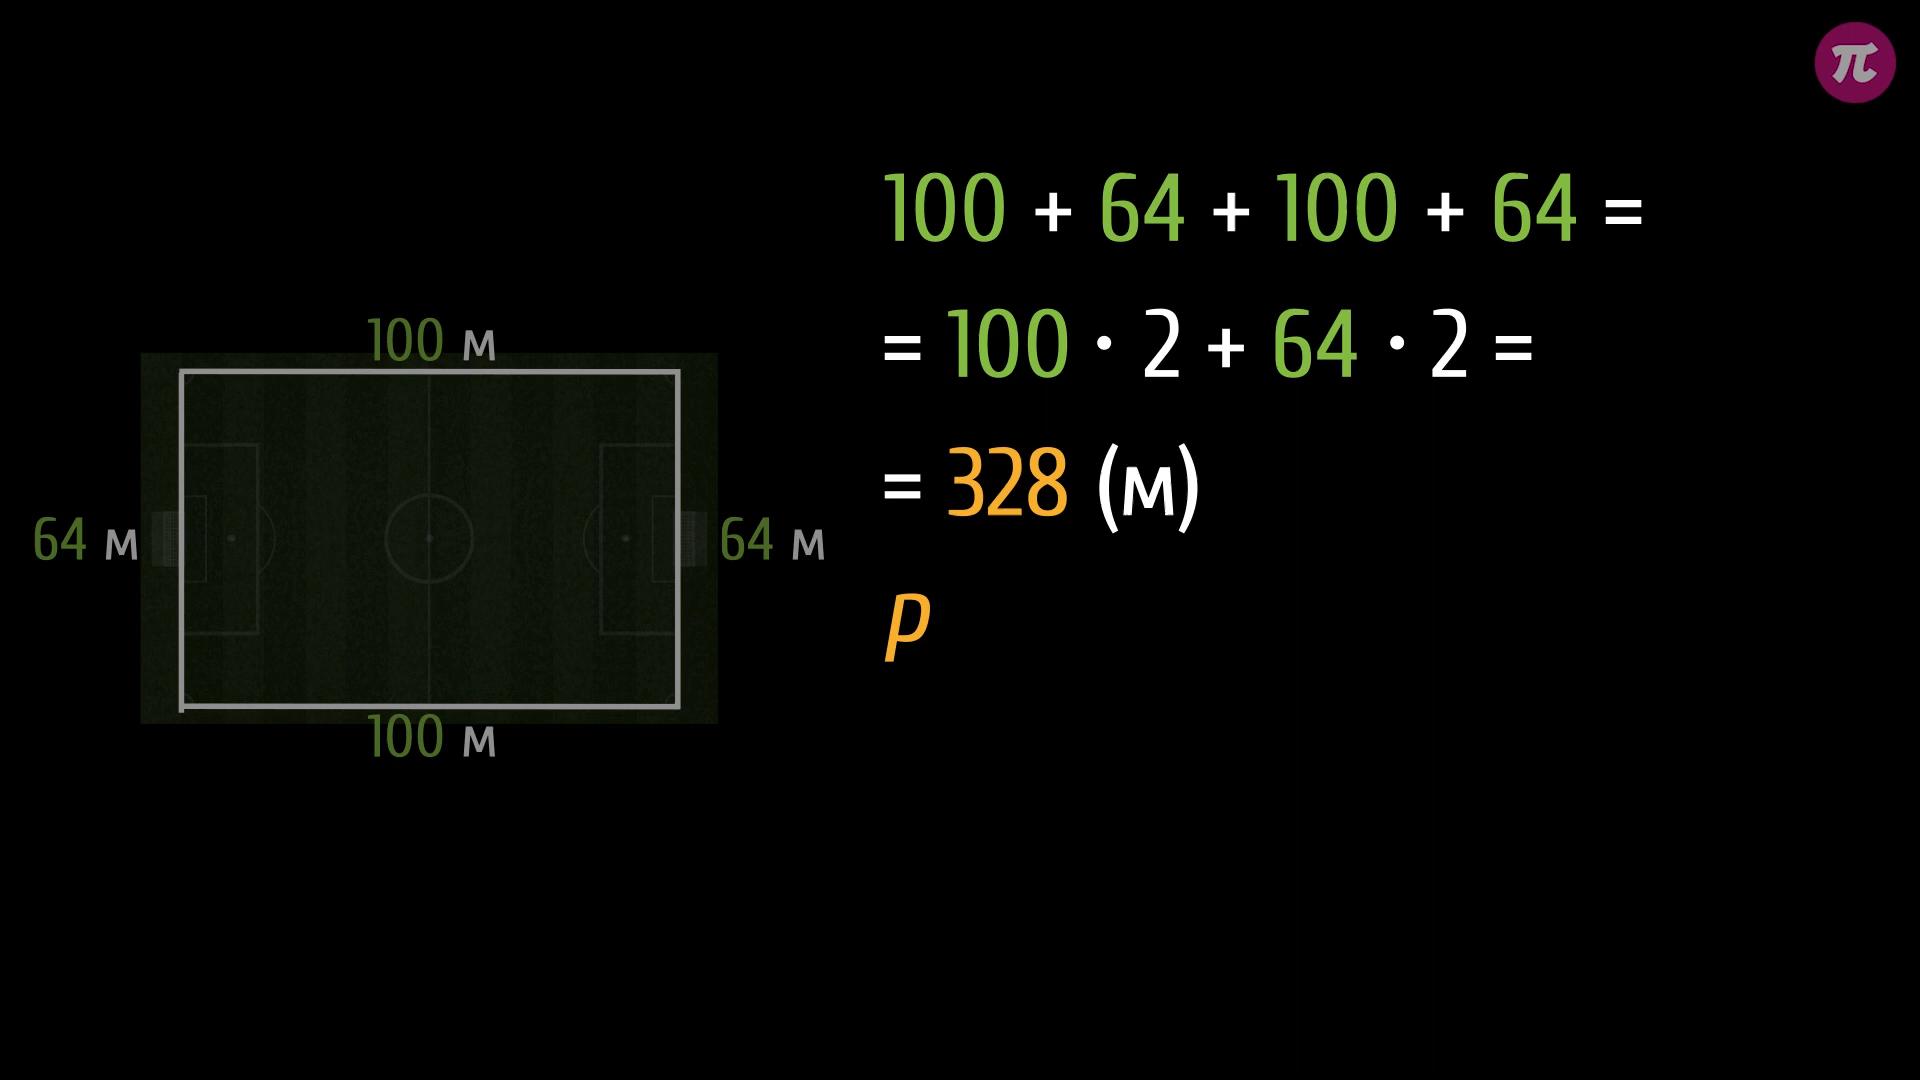 π
100 + 64 + 100 + 64 =
= 100 · 2 + 64 · 2 =
= 328 (м)
P
100 м
64 м
64 м
100 м